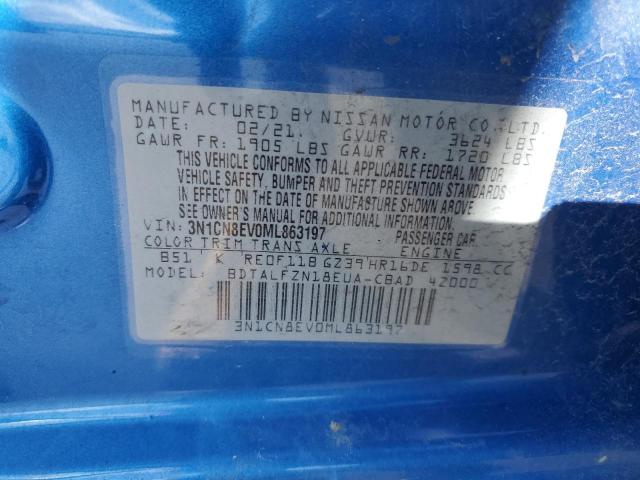 MANUFACTURED BY NISSAN MOTOR CO., LTD.
DATE: 02/21. GVWR: 3624 LBS
GAWR FR: 1905 LBS GAWR RR: 1720 LBS
THIS VEHICLE CONFORMS TO ALL APPLICABLE FEDERAL MOTOR
VEHICLE SAFETY, BUMPER AND THEFT PREVENTION STANDARDS
IN EFFECT ON THE DATE OF MANUFACTURE SHOWN ABOVE.
SEE OWNER'S MANUAL FOR ADDITIONAL INFORMATION.
VIN: 3N1CN8EV0ML863197 PASSENGER CAR
COLOR TRIM TRANS AXLE ENGINE
B51 K RE0F11B GZ39 HR16DE 1598 CC
MODEL: BDTALFZN18EUA-CBAD 42000
3N1CN8EV0ML863197